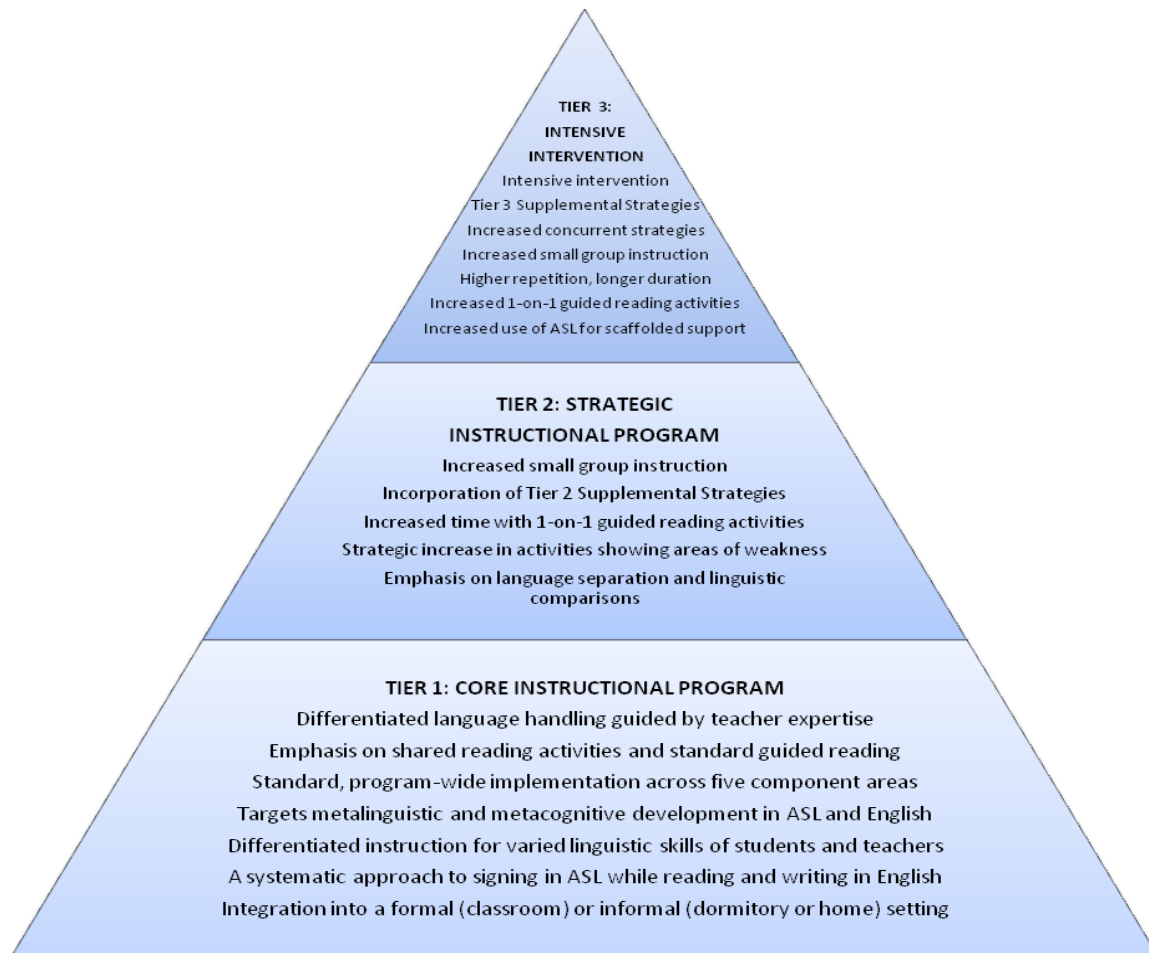 TIER 3:
INTENSIVE
INTERVENTION
Intensive intervention
Tier 3 Supplemental Strategies
Increased concurrent strategies
Increased small group instruction
Higher repetition, longer duration
Increased 1-on-1 guided reading activities
Increased use of ASL for scaffolded support
TIER 2: STRATEGIC
INSTRUCTIONAL PROGRAM
Increased small group instruction
Incorporation of Tier 2 Supplemental Strategies
Increased time with 1-on-1 guided reading activities
Strategic increase in activities showing areas of weakness
Emphasis on language separation and linguistic
comparisons
TIER 1: CORE INSTRUCTIONAL PROGRAM
Differentiated language handling guided by teacher expertise
Emphasis on shared reading activities and standard guided reading
Standard, program-wide implementation across five component areas
Targets metalinguistic and metacognitive development in ASL and English
Differentiated instruction for varied linguistic skills of students and teachers
A systematic approach to signing in ASL while reading and writing in English
Integration into a formal (classroom) or informal (dormitory or home) setting